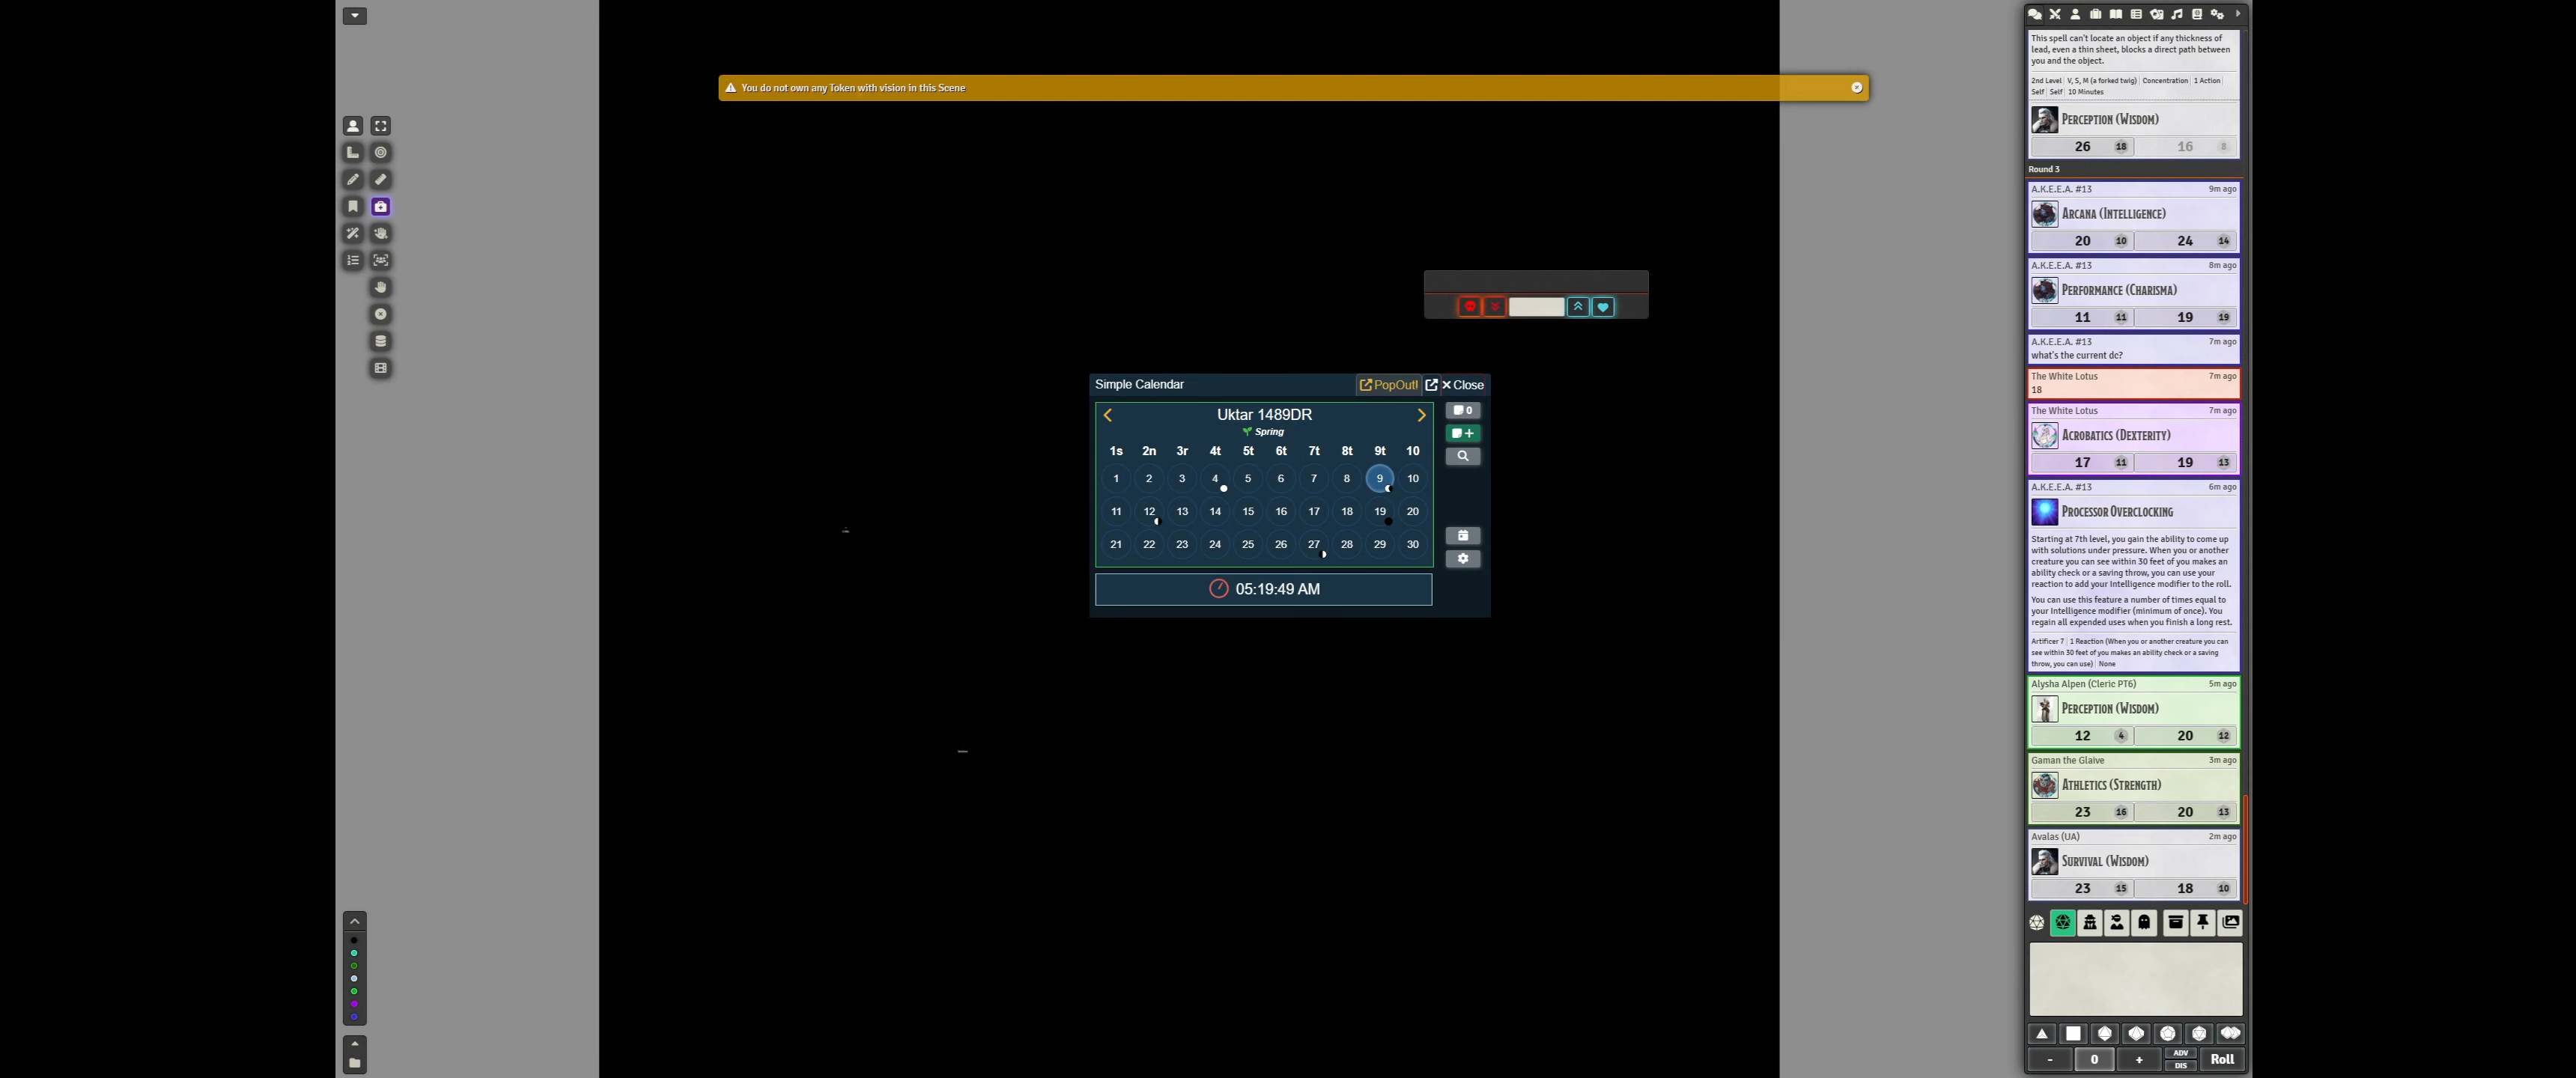 You do not own any Token with vision in this Scene
Simple Calendar
PopOut!
Close
Uktar 1489DR
Spring
1s 2n 3r 4t 5t 6t 7t 8t 9t 10
1 2 3 4 5 6 7 8 9 10
11 12 13 14 15 16 17 18 19 20
21 22 23 24 25 26 27 28 29 30
0
05:19:49 AM
This spell can't locate an object if any thickness of
lead, even a thin sheet, blocks a direct path between
you and the object.
2nd Level | V, S, M (a forked twig) | Concentration | 1 Action |
Self | Self | 10 Minutes
Perception (Wisdom)
26 18 16 8
Round 3
A.K.E.E.A. #13 9m ago
Arcana (Intelligence)
20 10 24 14
A.K.E.E.A. #13 8m ago
Performance (Charisma)
11 11 19 19
A.K.E.E.A. #13 7m ago
what's the current dc?
The White Lotus 7m ago
18
The White Lotus 7m ago
Acrobatics (Dexterity)
17 11 19 13
A.K.E.E.A. #13 6m ago
Processor Overclocking
Starting at 7th level, you gain the ability to come up
with solutions under pressure. When you or another
creature you can see within 30 feet of you makes an
ability check or a saving throw, you can use your
reaction to add your Intelligence modifier to the roll.
You can use this feature a number of times equal to
your Intelligence modifier (minimum of once). You
regain all expended uses when you finish a long rest.
Artificer 7 | 1 Reaction (When you or another creature you can
see within 30 feet of you makes an ability check or a saving
throw, you can use) | None
Alysha Alpen (Cleric PT6) 5m ago
Perception (Wisdom)
12 4 20 12
Gaman the Glaive 3m ago
Athletics (Strength)
23 16 20 13
Avalas (UA) 2m ago
Survival (Wisdom)
23 15 18 10
- 0 + ADV DIS Roll